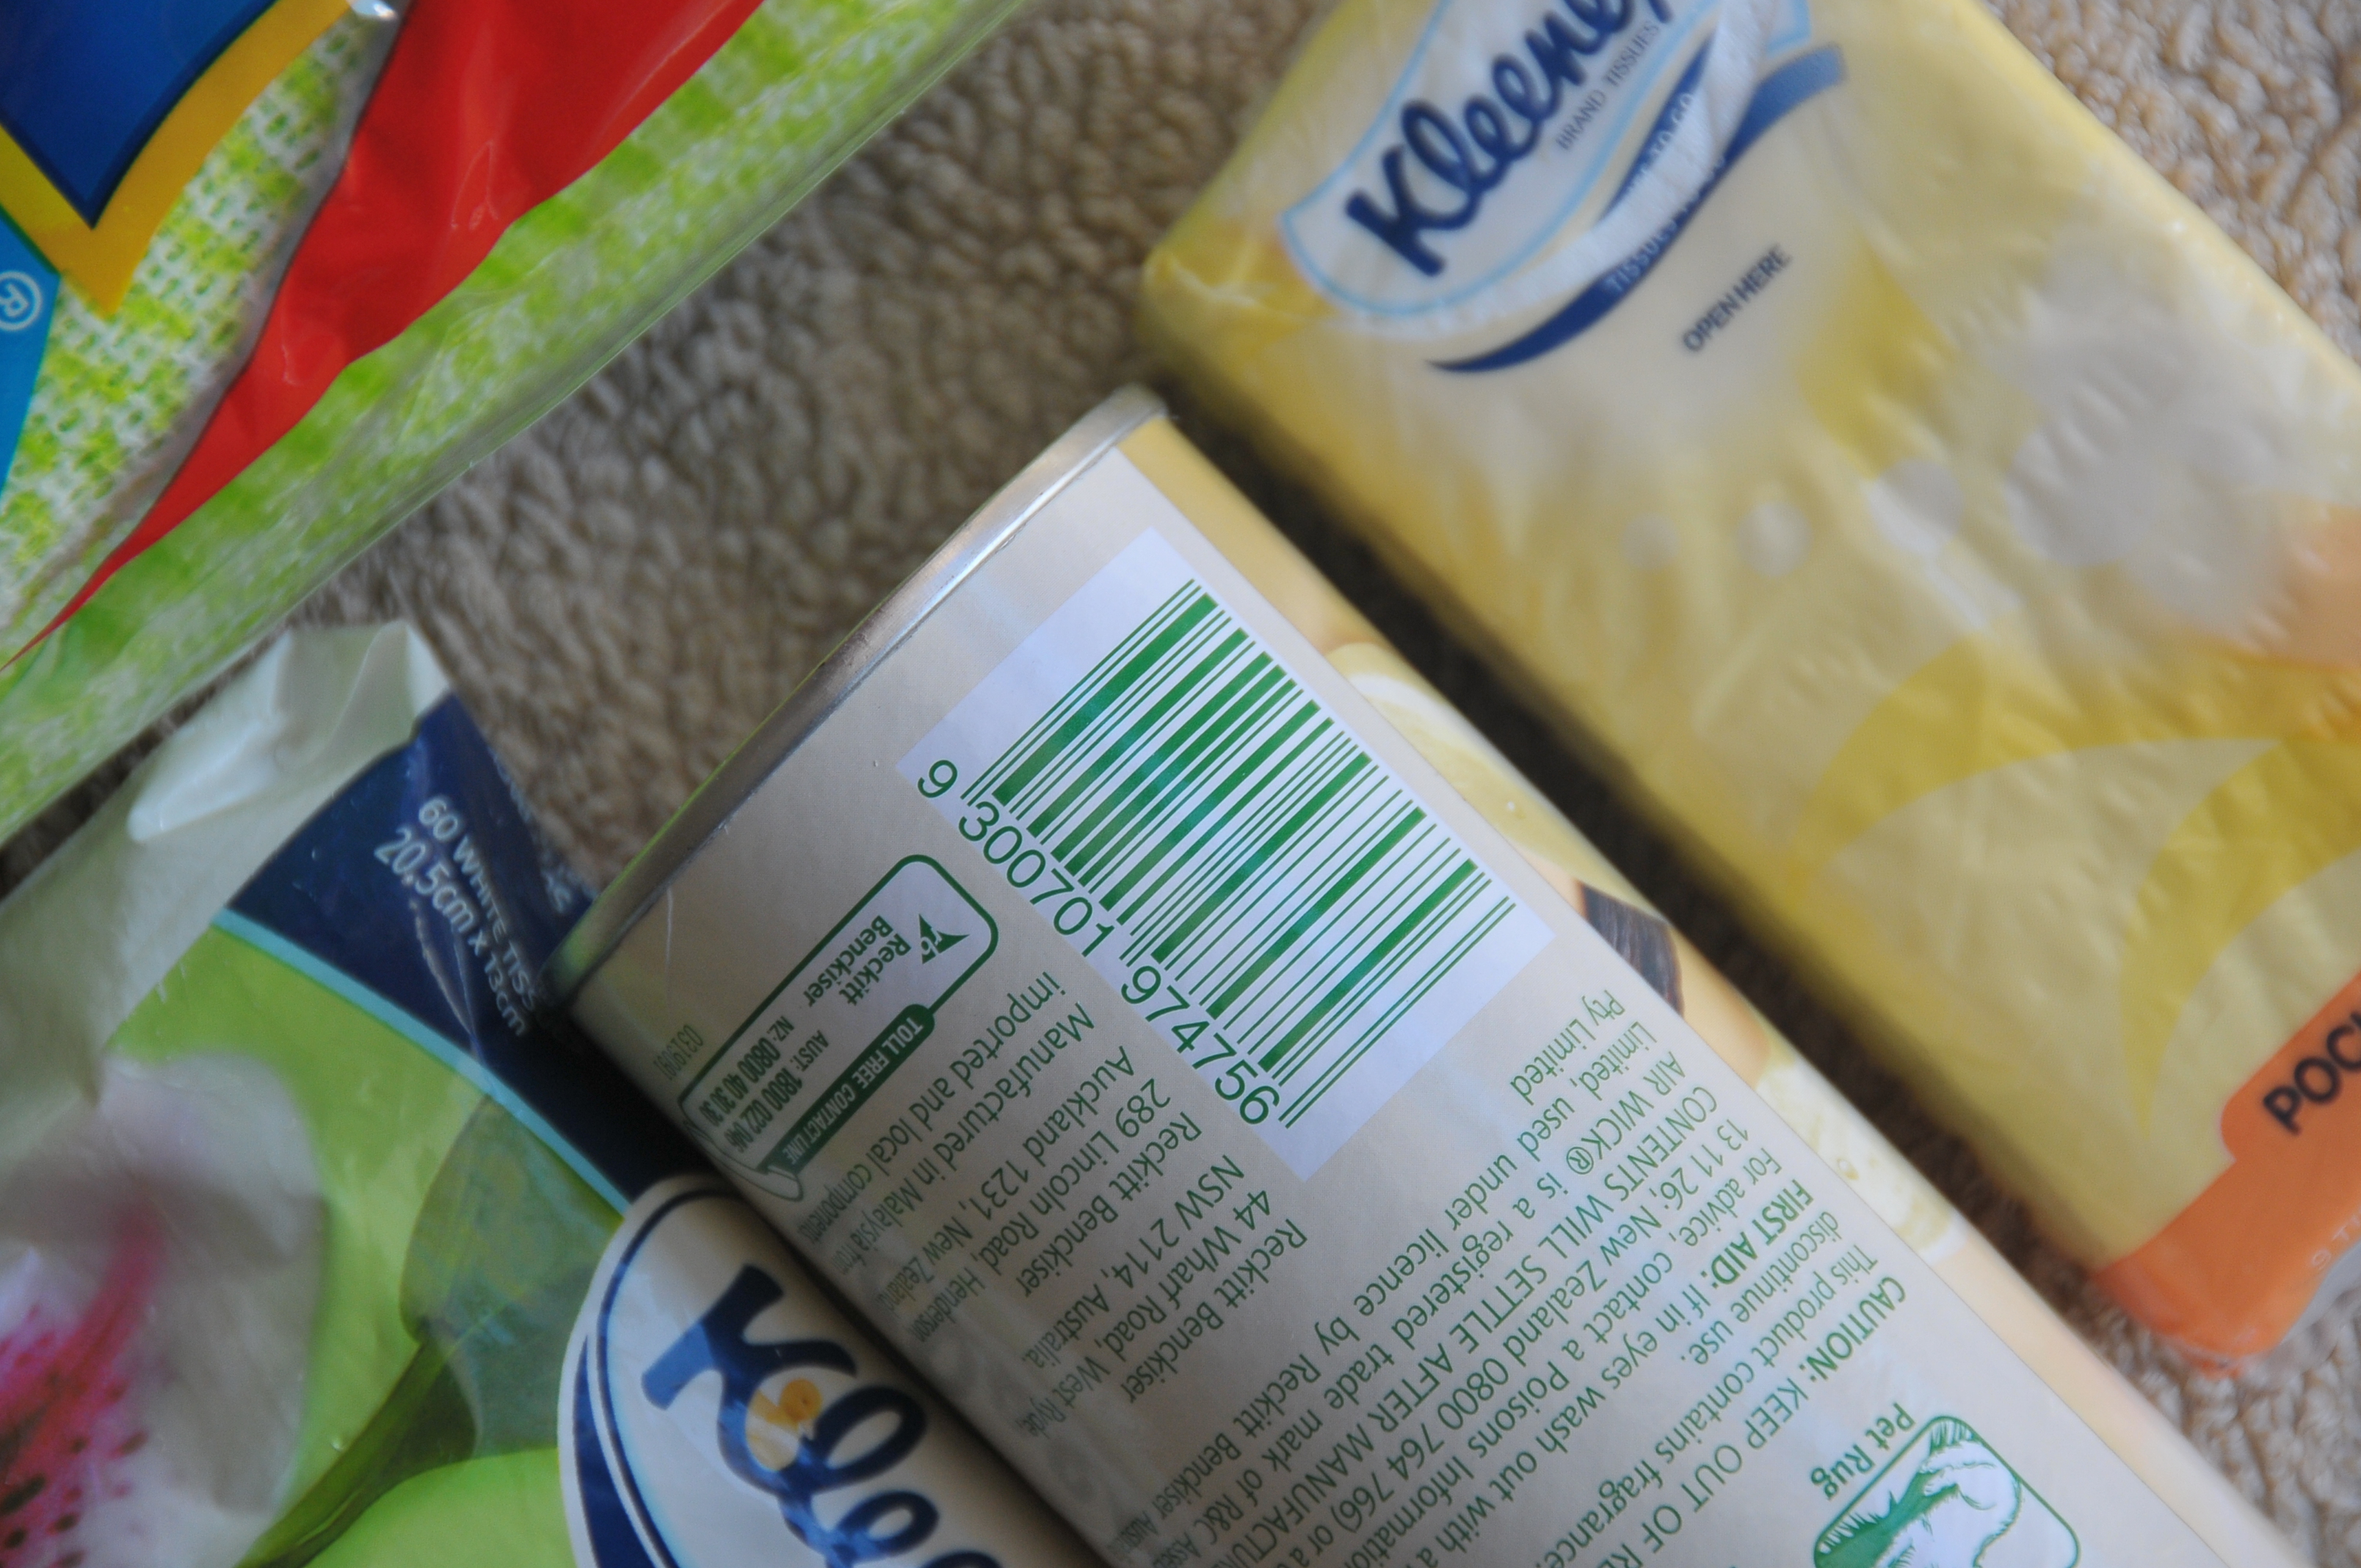 Kleenex
BRAND TISSUES
OPEN HERE
60 WHITE
20.5cm x 13cm
®
9 300701 974756
Reckitt
Benckiser
TOLL FREE CONTACT LINE
AUST: 1800 022 046
NZ: 0800 40 30 30
imported and local components
Manufactured in Malaysia from
Auckland 1231, New Zealand
289 Lincoln Road, Henderson
Reckitt Benckiser
NSW 2114, Australia.
44 Wharf Road, West Ryde,
Reckitt Benckiser
Pty Limited
Limited, used under licence by Reckitt Benckiser
AIR WICK® is a registered trade mark of R&C
CONTENTS WILL SETTLE AFTER
13 11 26; New Zealand 0800 764 766) or a
For advice, contact a Poisons
FIRST AID: If in eyes wash out with
discontinue use.
This product contains fragrance.
CAUTION: KEEP OUT OF
Pet Rug